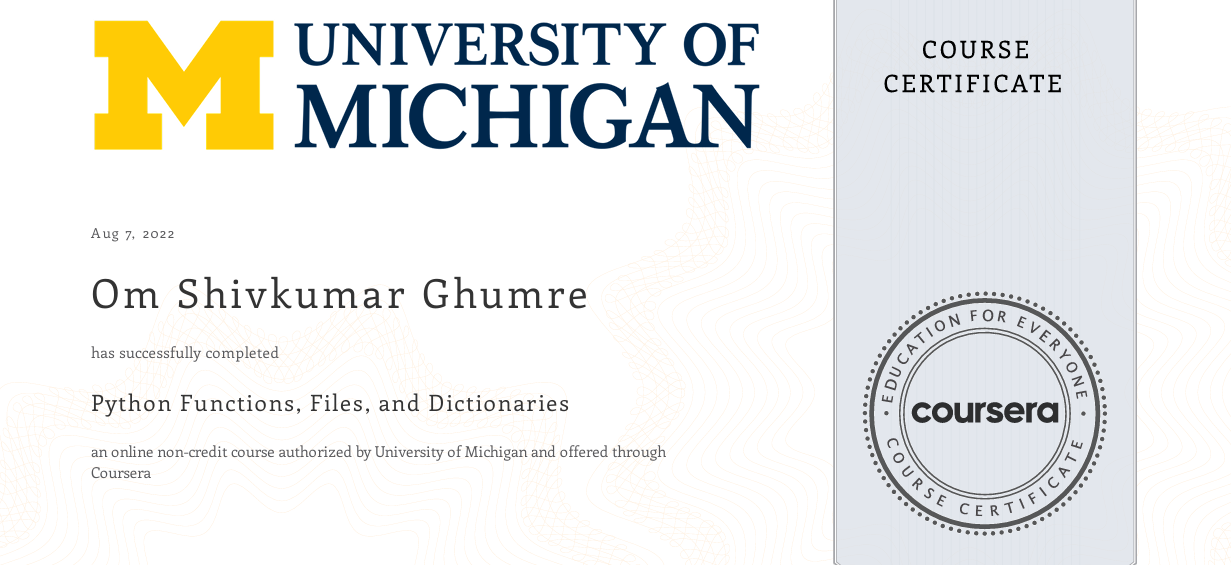 M UNIVERSITY OF
MICHIGAN
COURSE
CERTIFICATE
Aug 7, 2022
Om Shivkumar Ghumre
has successfully completed
Python Functions, Files, and Dictionaries
an online non-credit course authorized by University of Michigan and offered through
Coursera
EDUCATION FOR EVERYONE
coursera
COURSE CERTIFICATE